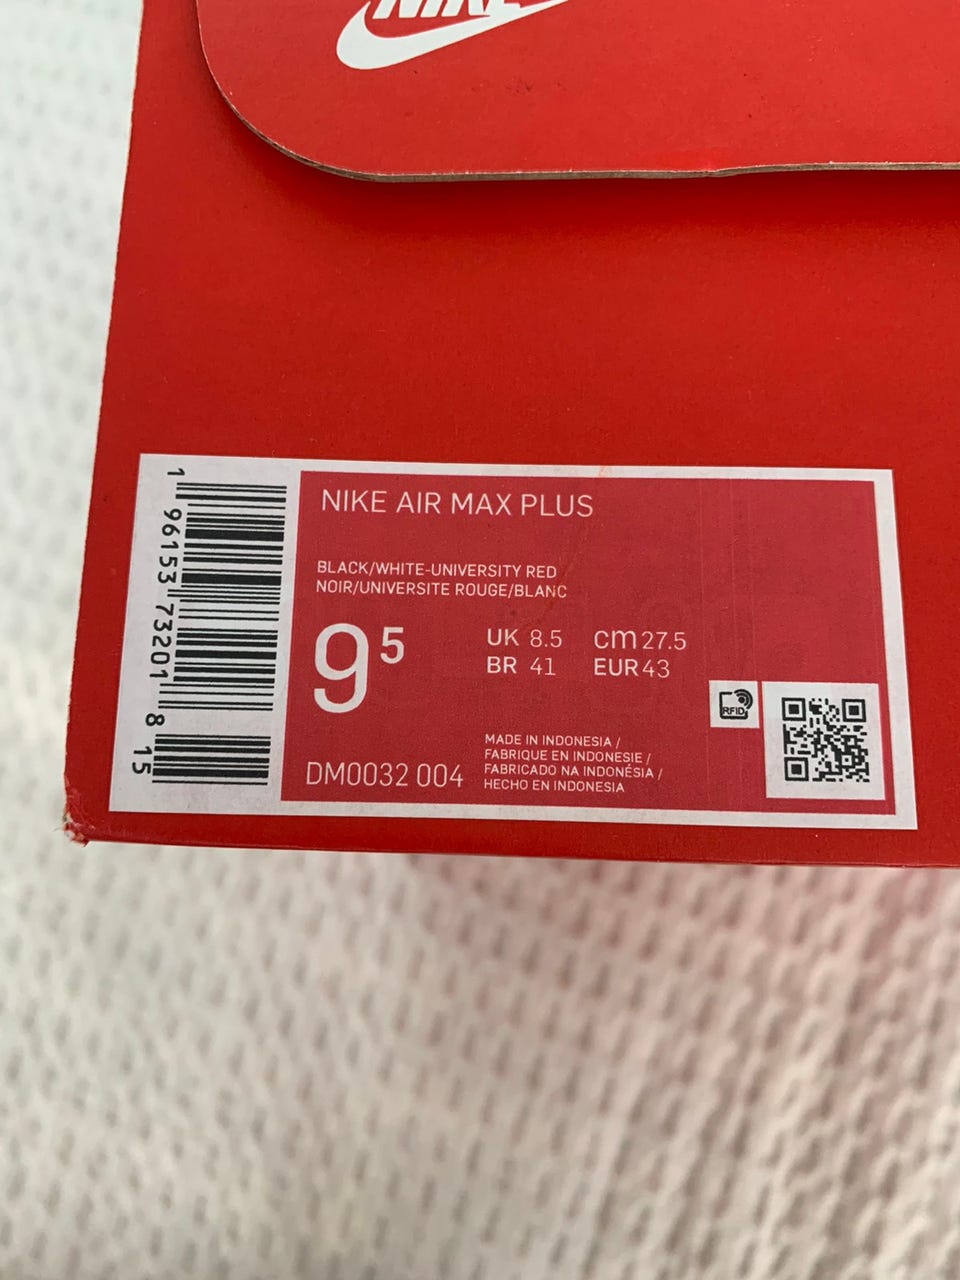 NIKE
NIKE AIR MAX PLUS
BLACK/WHITE-UNIVERSITY RED
NOIR/UNIVERSITE ROUGE/BLANC
9⁵
UK 8.5 cm 27.5
BR 41 EUR 43
RFID
DM0032 004
MADE IN INDONESIA /
FABRIQUE EN INDONESIE /
FABRICADO NA INDONÉSIA /
HECHO EN INDONESIA
1 96153 73201 8 15